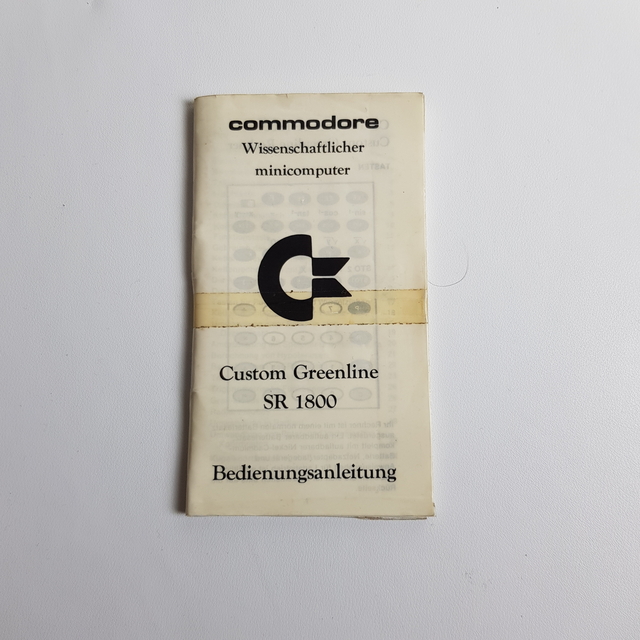 commodore
Wissenschaftlicher
minicomputer
Custom Greenline
SR 1800
Bedienungsanleitung